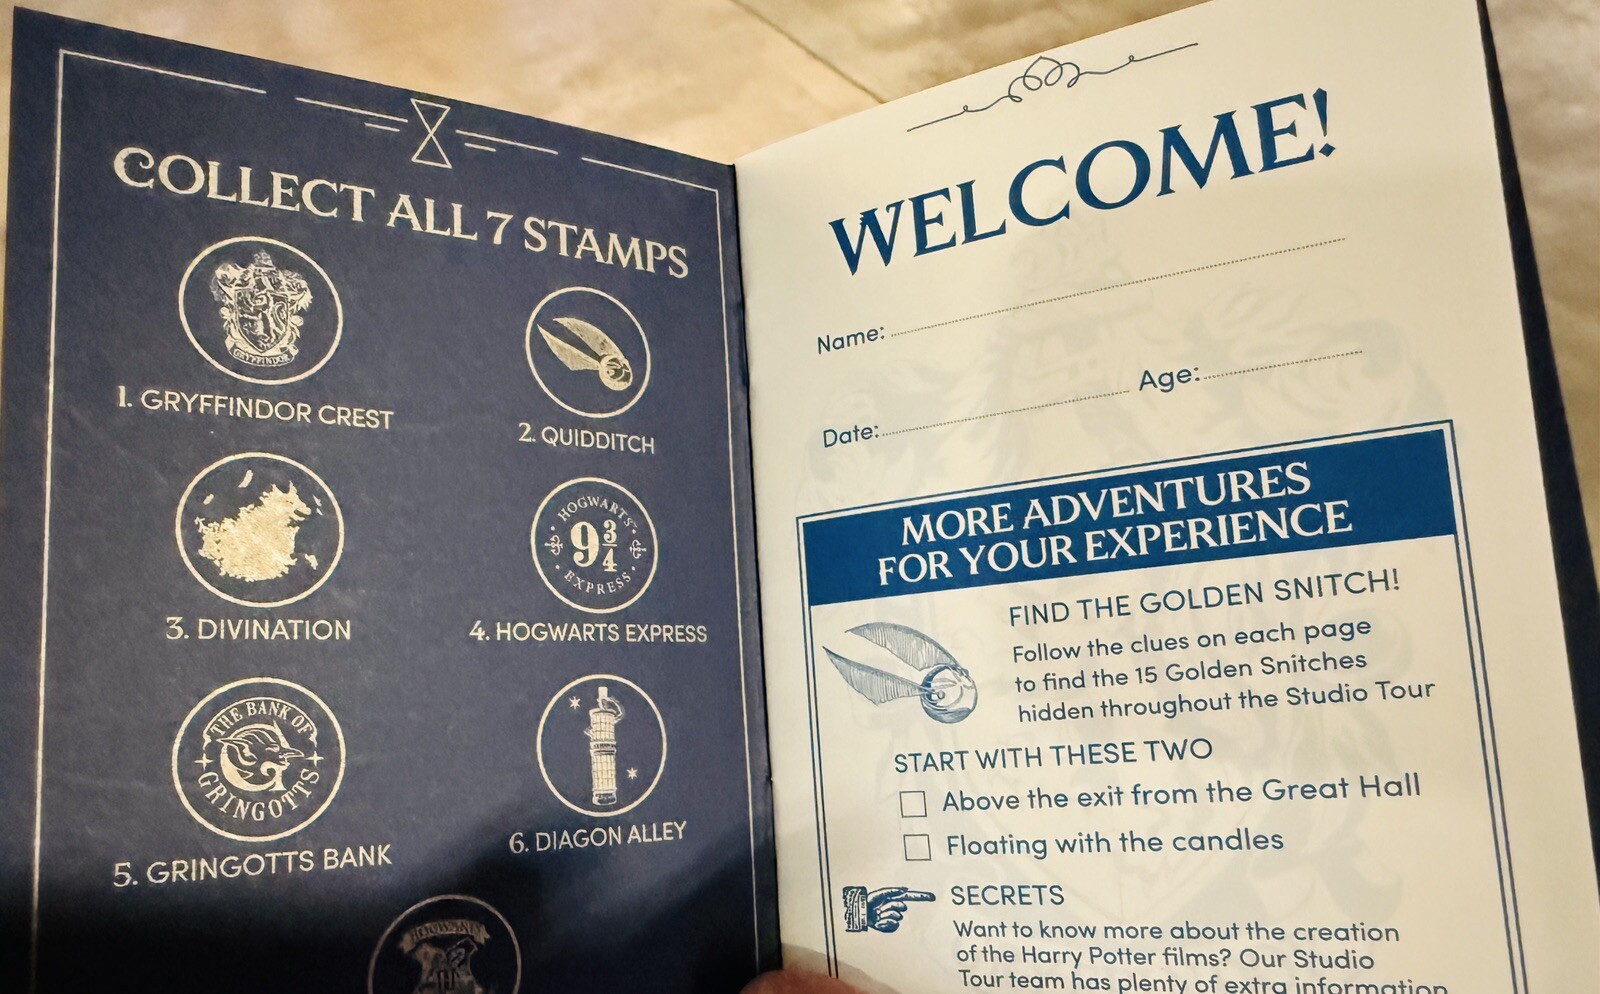 COLLECT ALL 7 STAMPS
GRYFFINDOR
1. GRYFFINDOR CREST
2. QUIDDITCH
3. DIVINATION
HOGWARTS
9 3/4
EXPRESS
4. HOGWARTS EXPRESS
THE BANK OF
GRINGOTTS
5. GRINGOTTS BANK
6. DIAGON ALLEY
HOGWARTS
WELCOME!
Name:
Date:
Age:
MORE ADVENTURES
FOR YOUR EXPERIENCE
FIND THE GOLDEN SNITCH!
Follow the clues on each page
to find the 15 Golden Snitches
hidden throughout the Studio Tour
START WITH THESE TWO
Above the exit from the Great Hall
Floating with the candles
SECRETS
Want to know more about the creation
of the Harry Potter films? Our Studio
Tour team has plenty of extra information